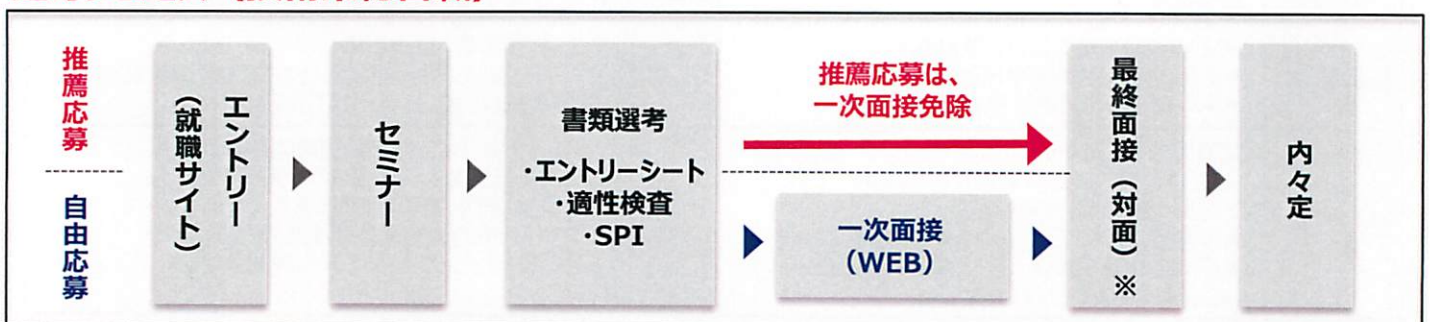 推薦応募
自由応募
エントリー
（就職サイト）
セミナー
書類選考
・エントリーシート
・適性検査
・SPI
推薦応募は、
一次面接免除
一次面接
（WEB）
最終面接（対面）※
内々定